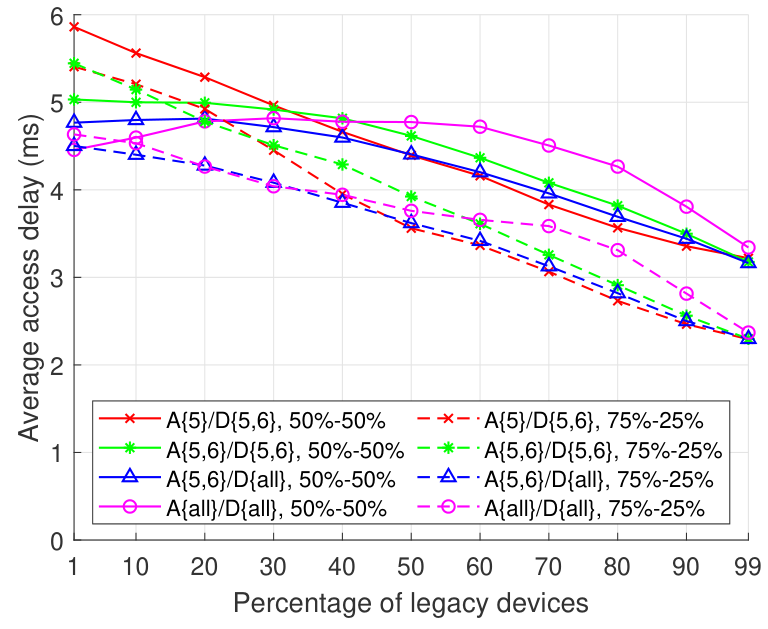 6
5
4
3
2
1
0
Average access delay (ms)
A{5}/D{5,6}, 50%-50%
A{5,6}/D{5,6}, 50%-50%
A{5,6}/D{all}, 50%-50%
A{all}/D{all}, 50%-50%
A{5}/D{5,6}, 75%-25%
A{5,6}/D{5,6}, 75%-25%
A{5,6}/D{all}, 75%-25%
A{all}/D{all}, 75%-25%
1 10 20 30 40 50 60 70 80 90 99
Percentage of legacy devices